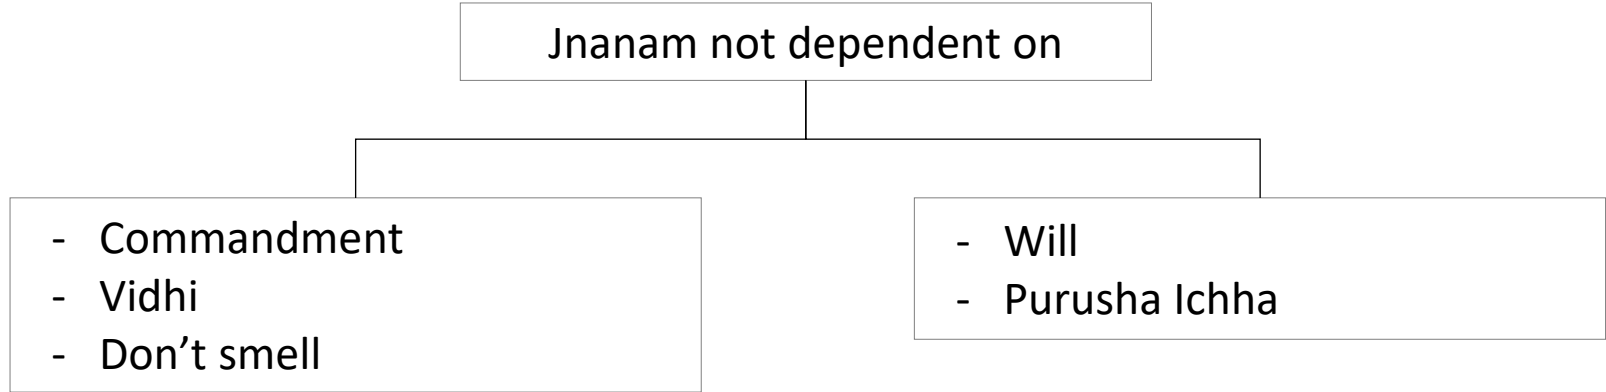 Jnanam not dependent on
- Commandment
- Vidhi
- Don’t smell
- Will
- Purusha Ichha